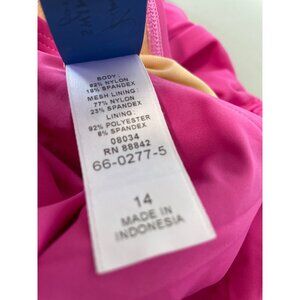 BODY:
82% NYLON
18% SPANDEX
MESH LINING:
77% NYLON
23% SPANDEX
LINING:
92% POLYESTER
8% SPANDEX
08034
RN 88842
66-0277-5
14
MADE IN
INDONESIA